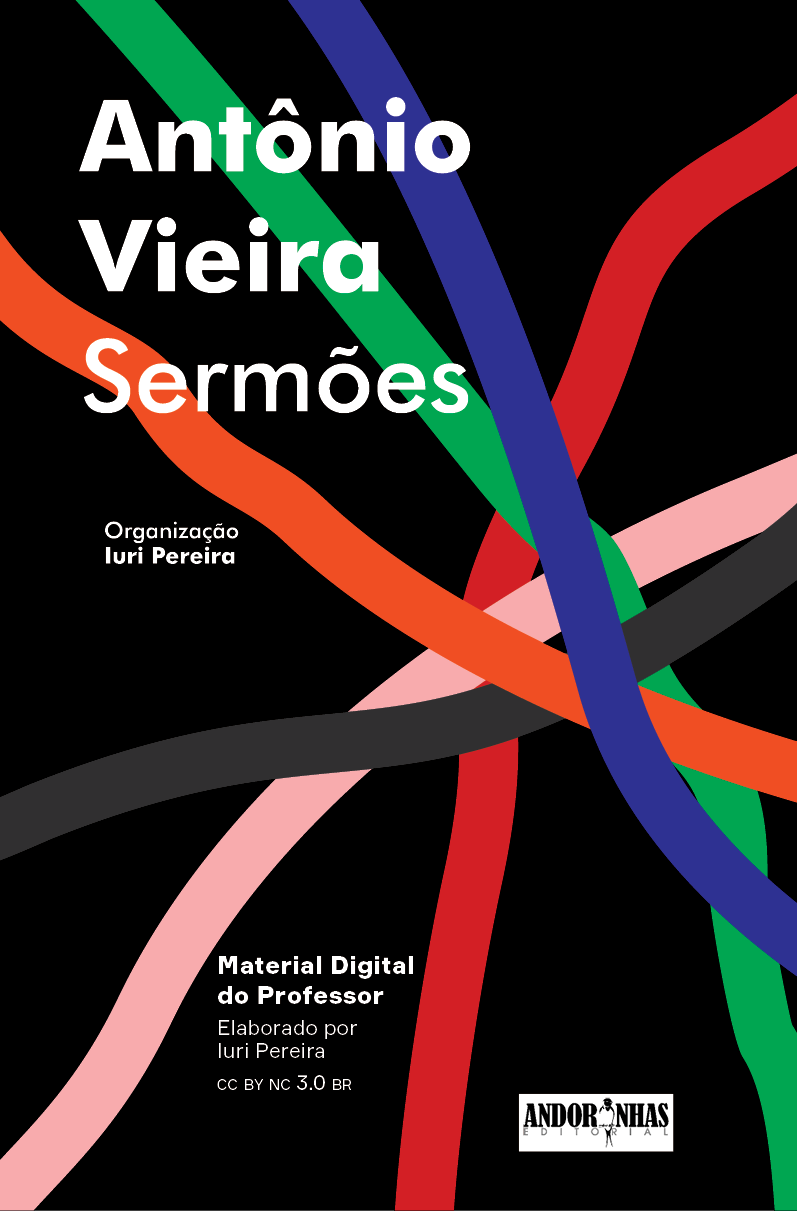 Antônio
Vieira
Sermões
Organização
Iuri Pereira
Material Digital
do Professor
Elaborado por
Iuri Pereira
CC BY NC 3.0 BR
ANDORINHAS
EDITORIAL